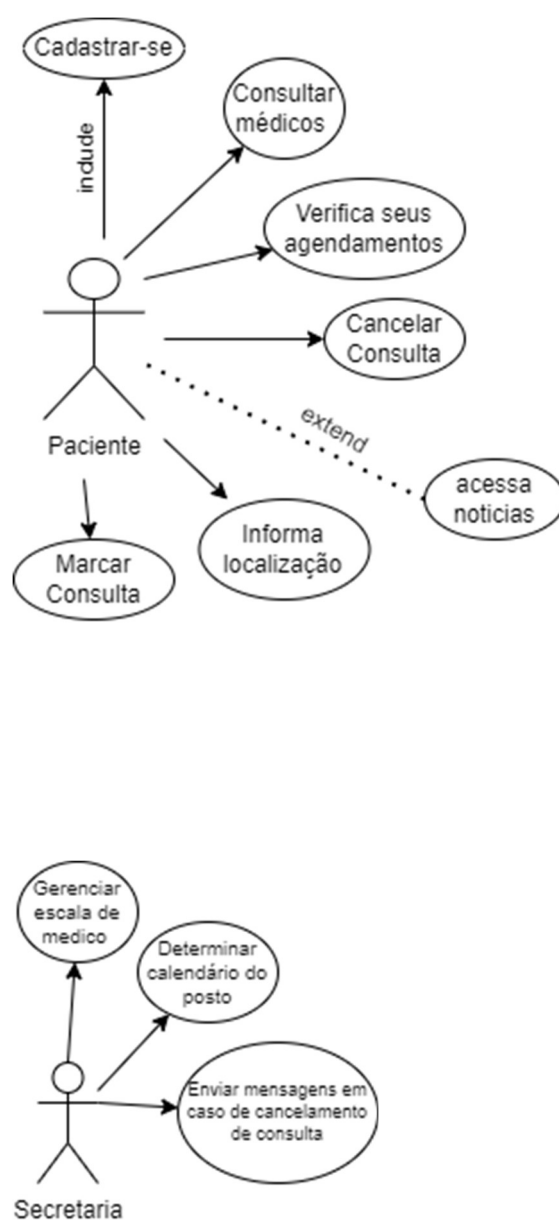 Cadastrar-se
Consultar
médicos
include
Verifica seus
agendamentos
Cancelar
Consulta
extend
Paciente
acessa
noticias
Informa
localização
Marcar
Consulta
Gerenciar
escala de
medico
Determinar
calendário do
posto
Enviar mensagens em
caso de cancelamento
de consulta
Secretaria